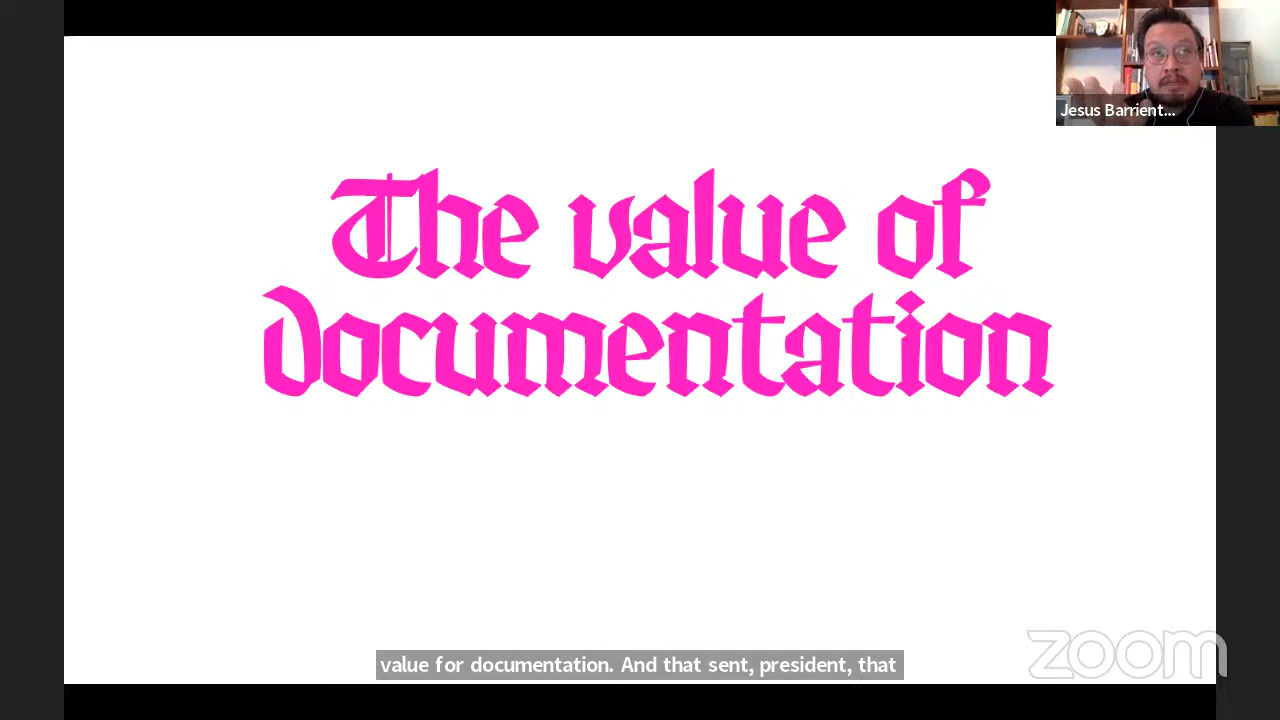 Jesus Barrient...
The value of
documentation
value for documentation. And that sent, president, that
zoom